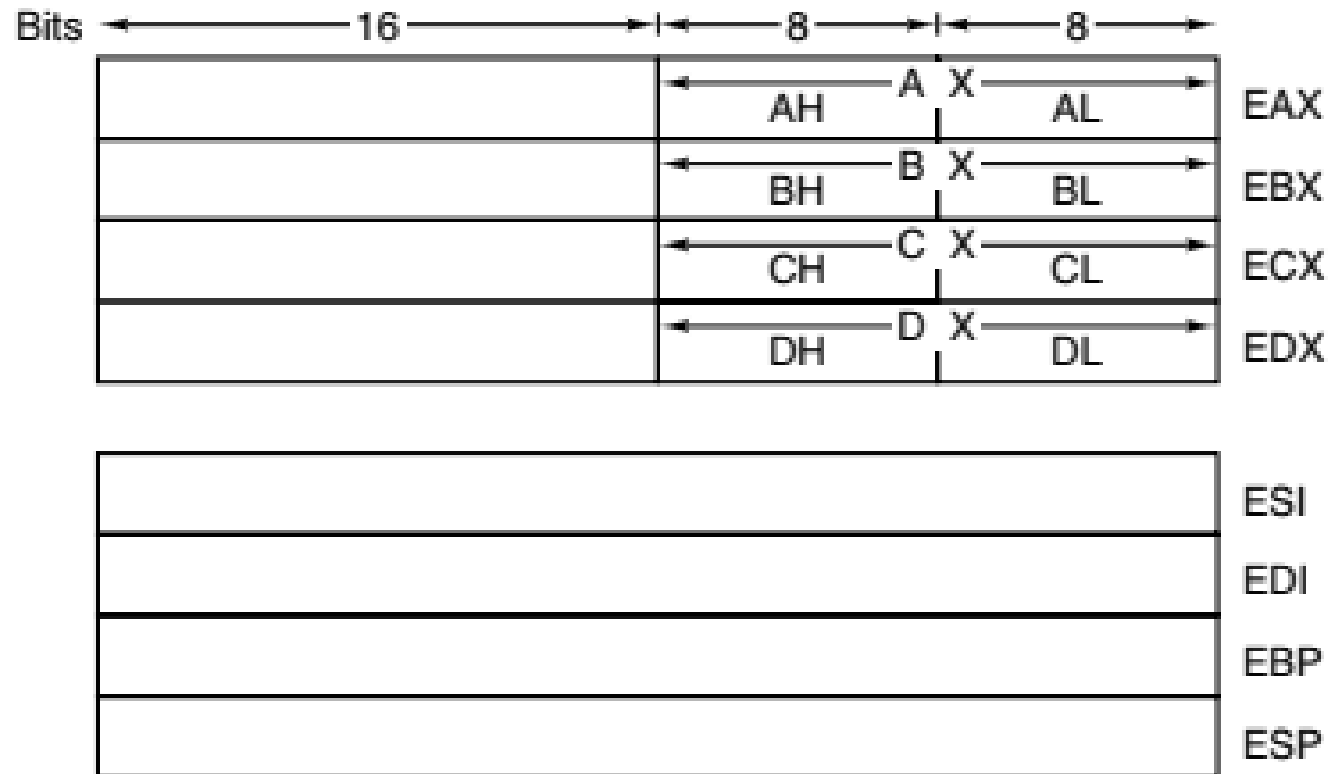 Bits 16 8 8
A X
AH AL EAX
B X
BH BL EBX
C X
CH CL ECX
D X
DH DL EDX
ESI
EDI
EBP
ESP